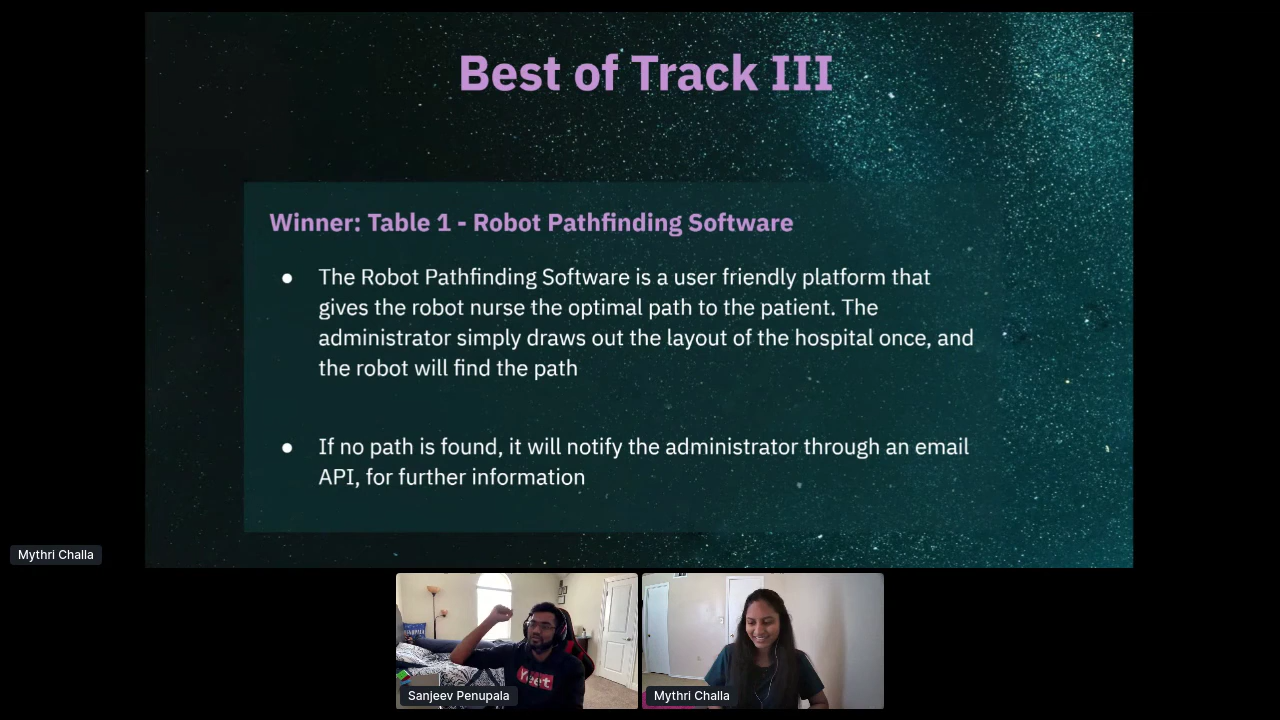 Best of Track III
Winner: Table 1 - Robot Pathfinding Software
● The Robot Pathfinding Software is a user friendly platform that
gives the robot nurse the optimal path to the patient. The
administrator simply draws out the layout of the hospital once, and
the robot will find the path
● If no path is found, it will notify the administrator through an email
API, for further information
Mythri Challa
Yeet
Sanjeev Penupala
Mythri Challa